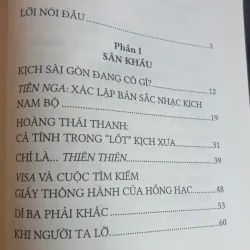 LỜI NÓI ĐẦU
3
Phần I
SÂN KHẤU
KỊCH SÀI GÒN ĐANG CÓ GÌ?
12
TIÊN NGA: XÁC LẬP BẢN SẮC NHẠC KỊCH
NAM BỘ
19
HOÀNG THÁI THANH:
CÁ TÍNH TRONG “LỐT” KỊCH XƯA
31
CHỈ LÀ... THIÊN THIÊN
39
VISA VÀ CUỘC TÌM KIẾM
GIẤY THÔNG HÀNH CỦA HỒNG HẠC
48
DÌ BA PHẢI KHÁC
53
KHI NGƯỜI TA LỠ
60